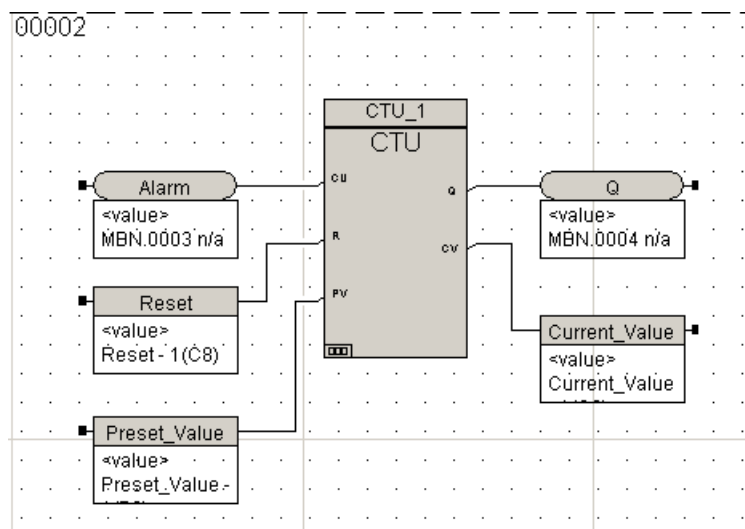 00002
CTU_1
CTU
CU
Q
R
CV
PV
Alarm
<value>
MBN.0003 n/a
Reset
<value>
Reset - 1(C8)
Preset_Value
<value>
Preset_Value -
Q
<value>
MBN.0004 n/a
Current_Value
<value>
Current_Value